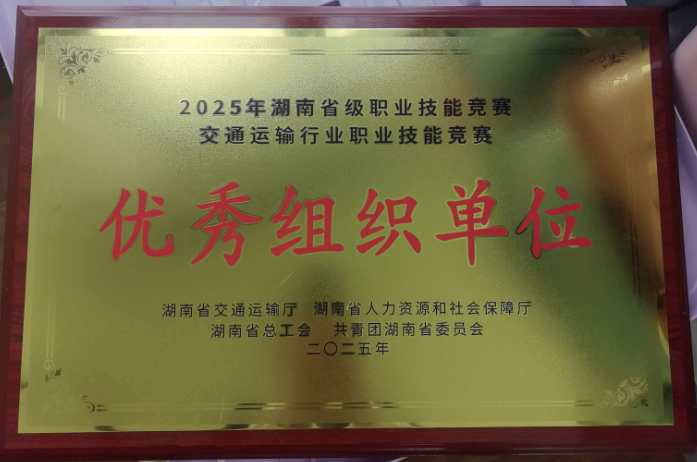 2025年湖南省级职业技能竞赛
交通运输行业职业技能竞赛
优秀组织单位
湖南省交通运输厅 湖南省人力资源和社会保障厅
湖南省总工会 共青团湖南省委员会
二〇二五年